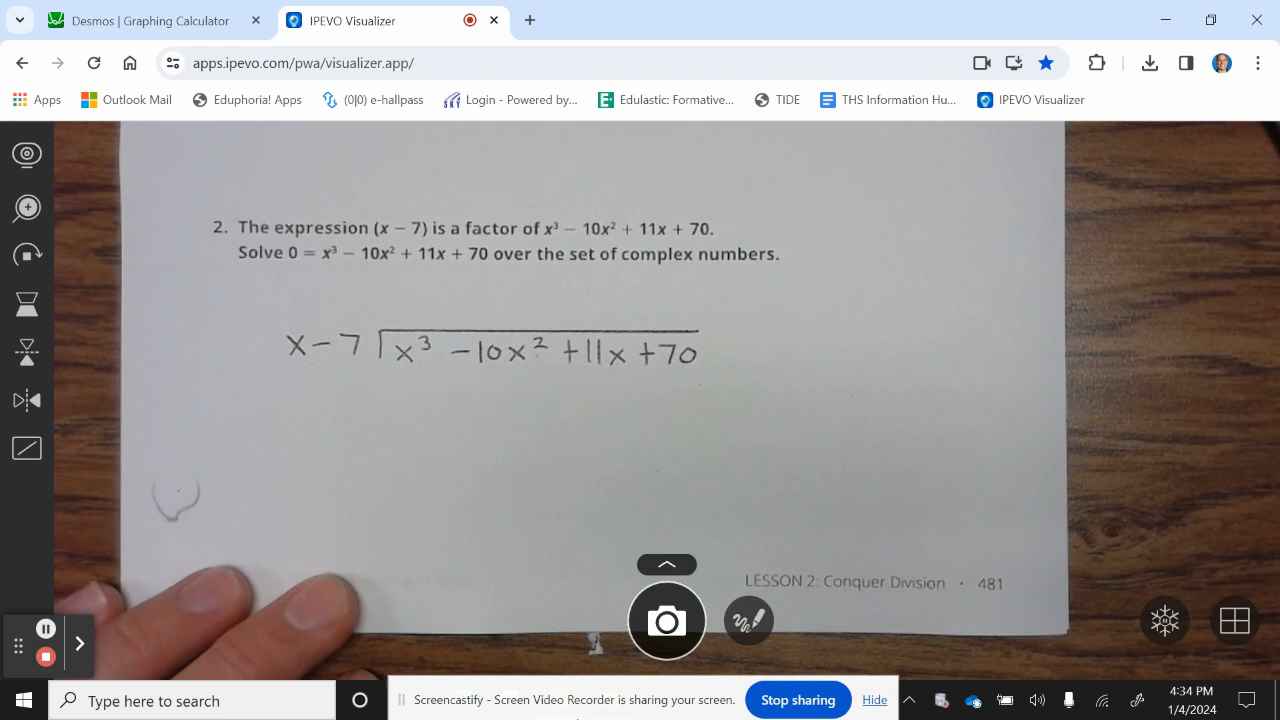 Desmos | Graphing Calculator
IPEVO Visualizer
apps.ipevo.com/pwa/visualizer.app/
Apps
Outlook Mail
Eduphoria! Apps
(0|0) e-hallpass
Login - Powered by...
Edulastic: Formative...
TIDE
THS Information Hu...
IPEVO Visualizer
2. The expression (x − 7) is a factor of x³ − 10x² + 11x + 70.
Solve 0 = x³ − 10x² + 11x + 70 over the set of complex numbers.
x − 7 x³ − 10x² + 11x + 70
LESSON 2: Conquer Division • 481
Screencastify - Screen Video Recorder is sharing your screen.
Stop sharing
Hide
Type here to search
4:34 PM
1/4/2024